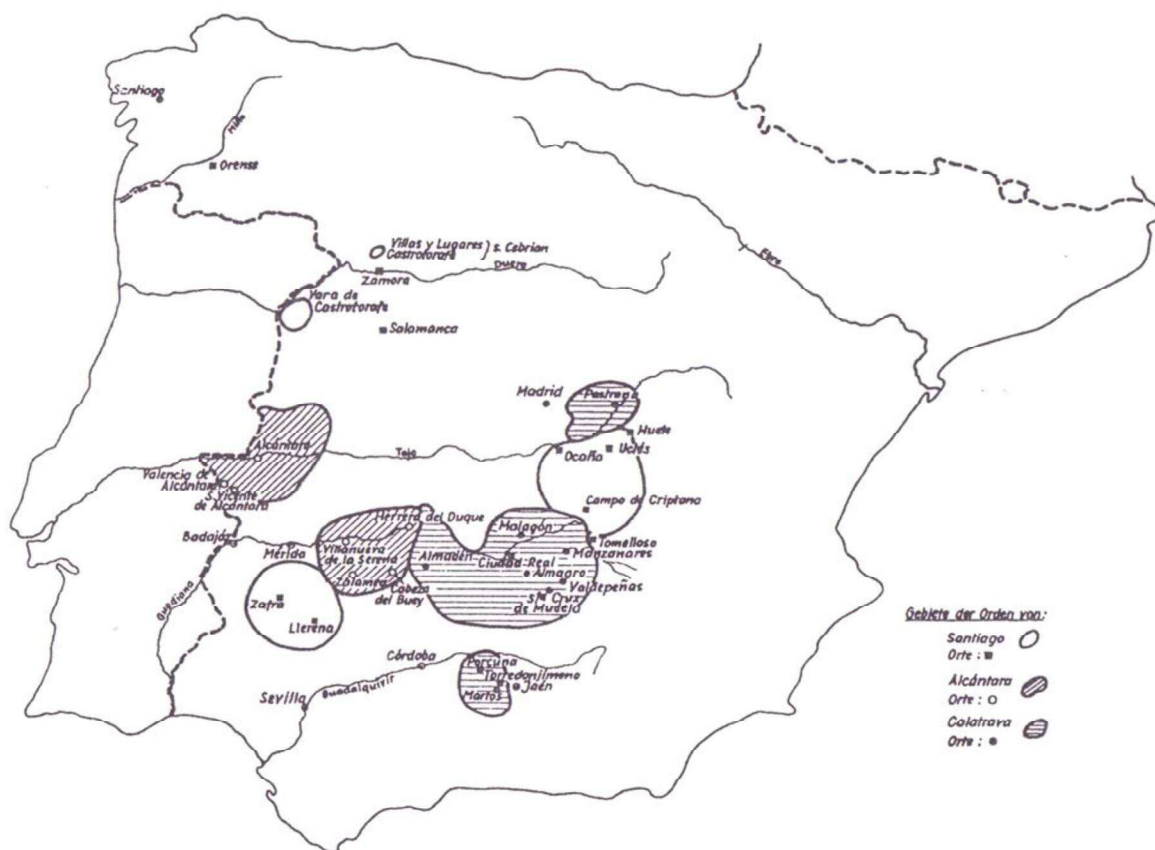 Santiago
Orense
Villas y Lugares } S. Cebrian
Castrotorafe
Duero
Ebro
Zamora
Yara de
Castrotorafe
Salamanca
Madrid
Pastrana
Huete
Ocaña
Uclés
Alcántara
Tajo
Valencia de
Alcántara
S. Vicente
de Alcántara
Campo de Criptana
Herrera del Duque
Malagón
Badajóz
Mérida
Villanueva
de la Serena
Almadén
Ciudad-Real
Tomelloso
Manzanares
Almagro
Zalamea
Cabeza
del Buey
Valdepeñas
S. Cruz
de Mudela
Zafra
Guadiana
Llerena
Córdoba
Porcuna
Torredonjimeno
Martos
Jaén
Sevilla
Guadalquivir
Gebiete der Orden von:
Santiago
Orte:
Alcántara
Orte:
Calatrava
Orte: